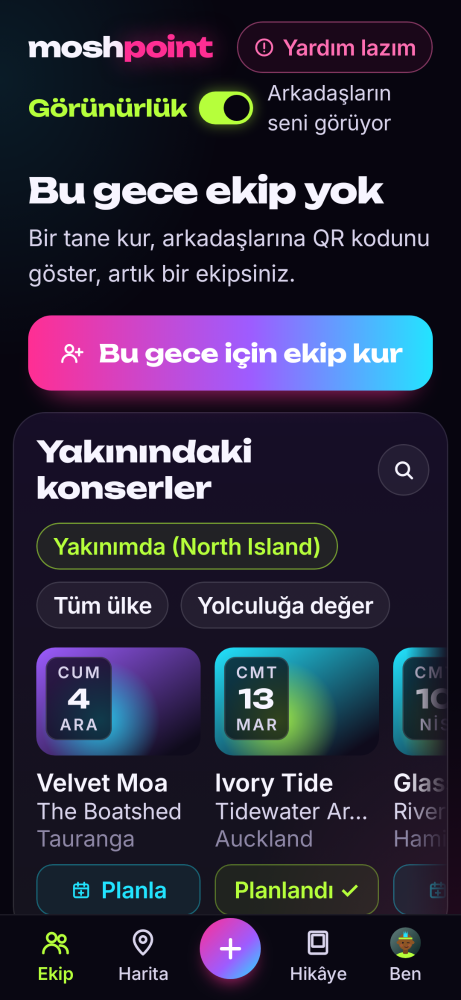 moshpoint
Yardım lazım
Görünürlük
Arkadaşların
seni görüyor
Bu gece ekip yok
Bir tane kur, arkadaşlarına QR kodunu
göster, artık bir ekipsiniz.
Bu gece için ekip kur
Yakınındaki
konserler
Yakınımda (North Island)
Tüm ülke
Yolculuğa değer
CUM
4
ARA
Velvet Moa
The Boatshed
Tauranga
Planla
CMT
13
MAR
Ivory Tide
Tidewater Ar...
Auckland
Planlandı
Ekip
Harita
Hikâye
Ben